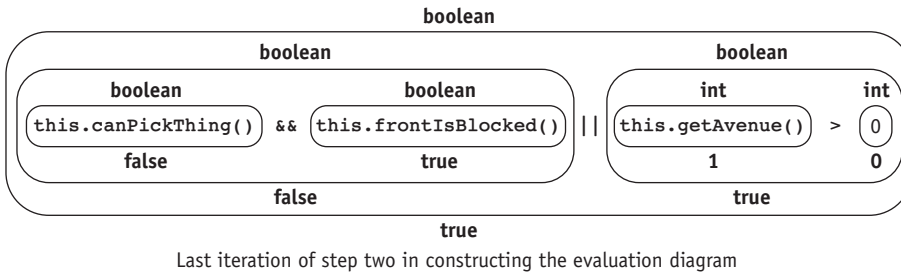 boolean
boolean boolean
boolean boolean int int
this.canPickThing() && this.frontIsBlocked() || this.getAvenue() > 0
false true 1 0
false true
true
Last iteration of step two in constructing the evaluation diagram